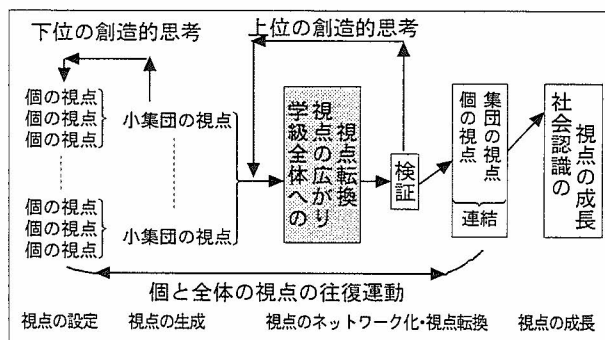 下位の創造的思考
上位の創造的思考
個の視点
個の視点
個の視点
小集団の視点
個の視点
個の視点
個の視点
小集団の視点
視点転換
視点の広がり
学級全体への
検証
集団の視点
個の視点
連結
視点の成長
社会認識の
個と全体の視点の往復運動
視点の設定
視点の生成
視点のネットワーク化・視点転換
視点の成長